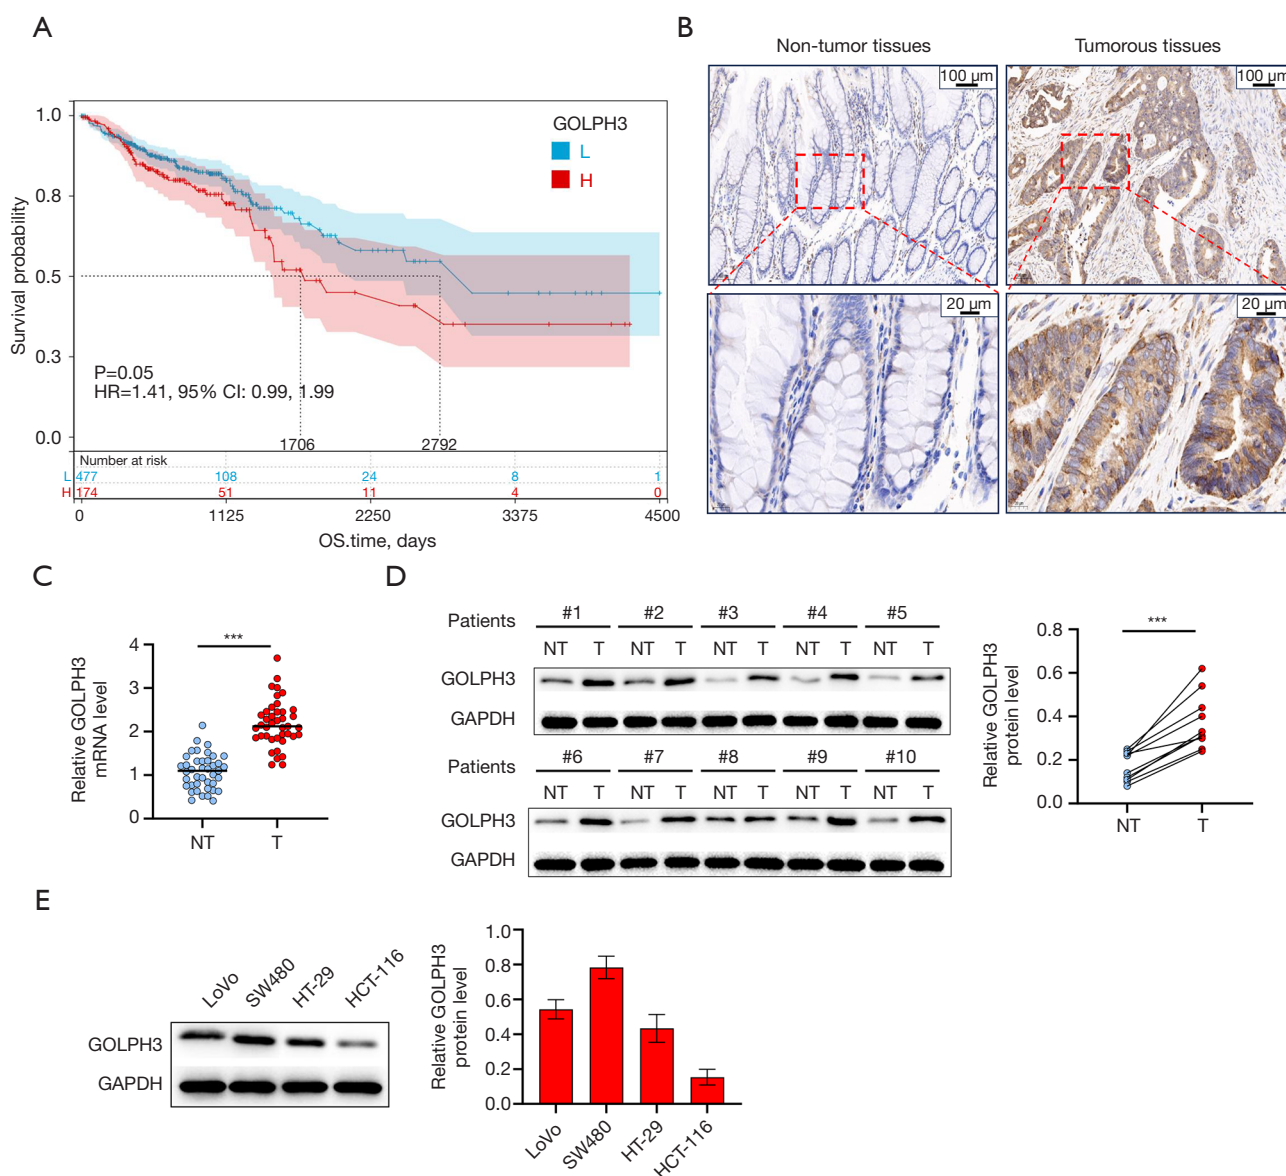 A
1.0
0.8
0.5
0.3
0.0
Survival probability
GOLPH3
L
H
P=0.05
HR=1.41, 95% CI: 0.99, 1.99
1706
2792
Number at risk
L 477 108 24 8 1
H 174 51 11 4 0
0 1125 2250 3375 4500
OS.time, days
B
Non-tumor tissues
Tumorous tissues
100 μm
100 μm
20 μm
20 μm
C
Relative GOLPH3
mRNA level
4
3
2
1
0
***
NT T
D
Patients #1 #2 #3 #4 #5
NT T NT T NT T NT T NT T
GOLPH3
GAPDH
Patients #6 #7 #8 #9 #10
NT T NT T NT T NT T NT T
GOLPH3
GAPDH
Relative GOLPH3
protein level
0.8
0.6
0.4
0.2
0.0
***
NT T
E
LoVo SW480 HT-29 HCT-116
GOLPH3
GAPDH
Relative GOLPH3
protein level
1.0
0.8
0.6
0.4
0.2
0.0
LoVo SW480 HT-29 HCT-116